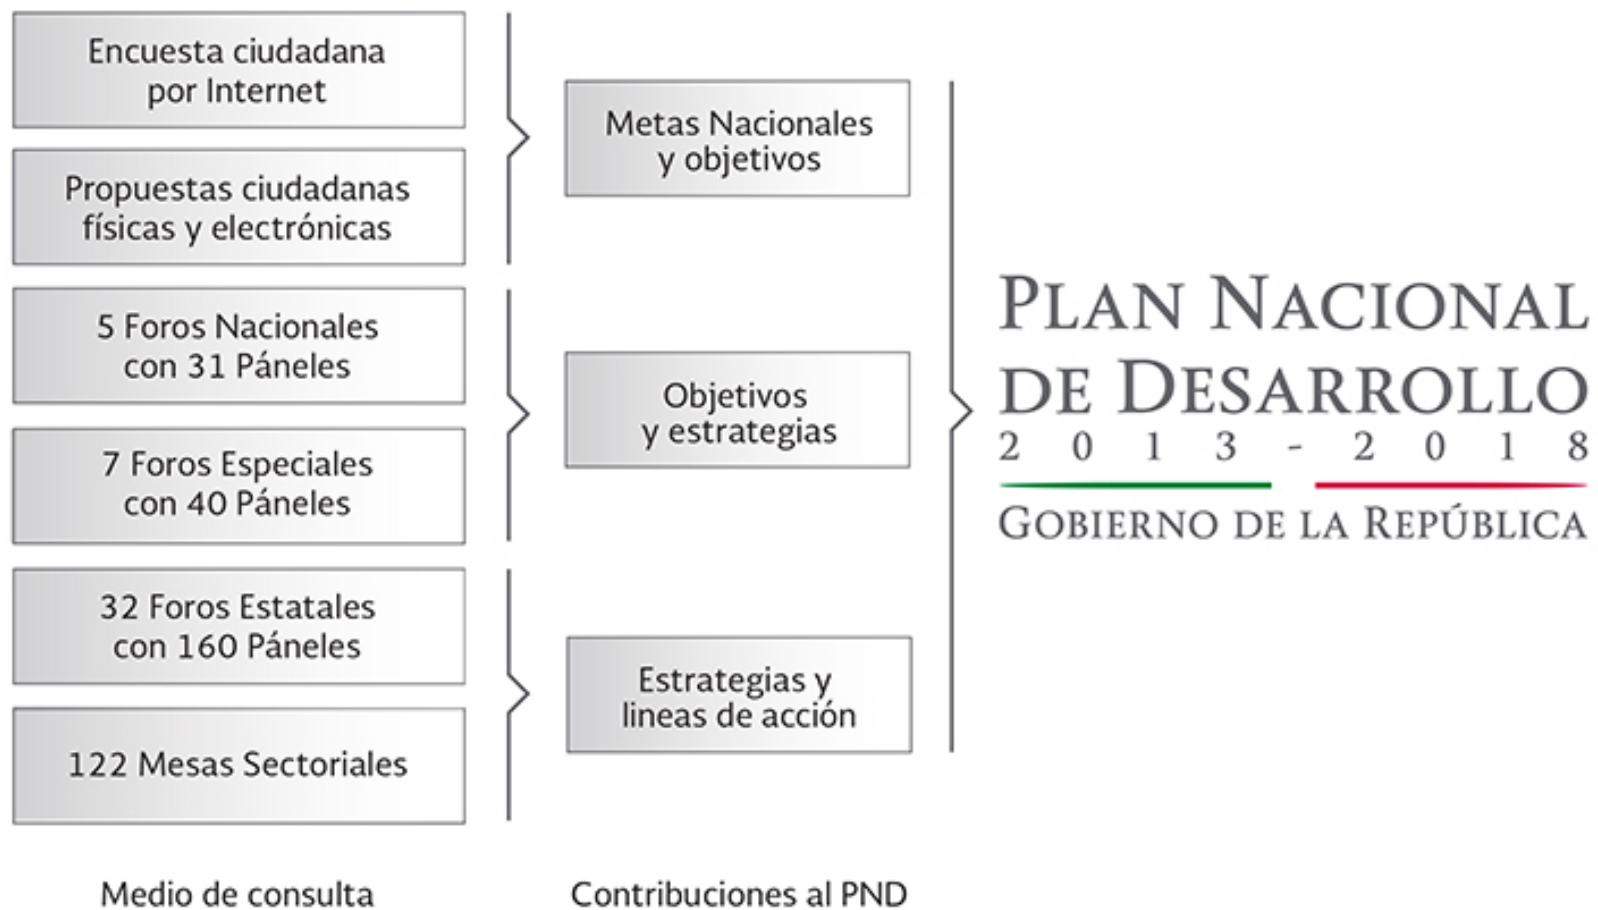 Encuesta ciudadana
por Internet
Propuestas ciudadanas
físicas y electrónicas
5 Foros Nacionales
con 31 Páneles
7 Foros Especiales
con 40 Páneles
32 Foros Estatales
con 160 Páneles
122 Mesas Sectoriales
Medio de consulta
Metas Nacionales
y objetivos
Objetivos
y estrategias
Estrategias y
lineas de acción
Contribuciones al PND
PLAN NACIONAL
DE DESARROLLO
2013-2018
GOBIERNO DE LA REPÚBLICA